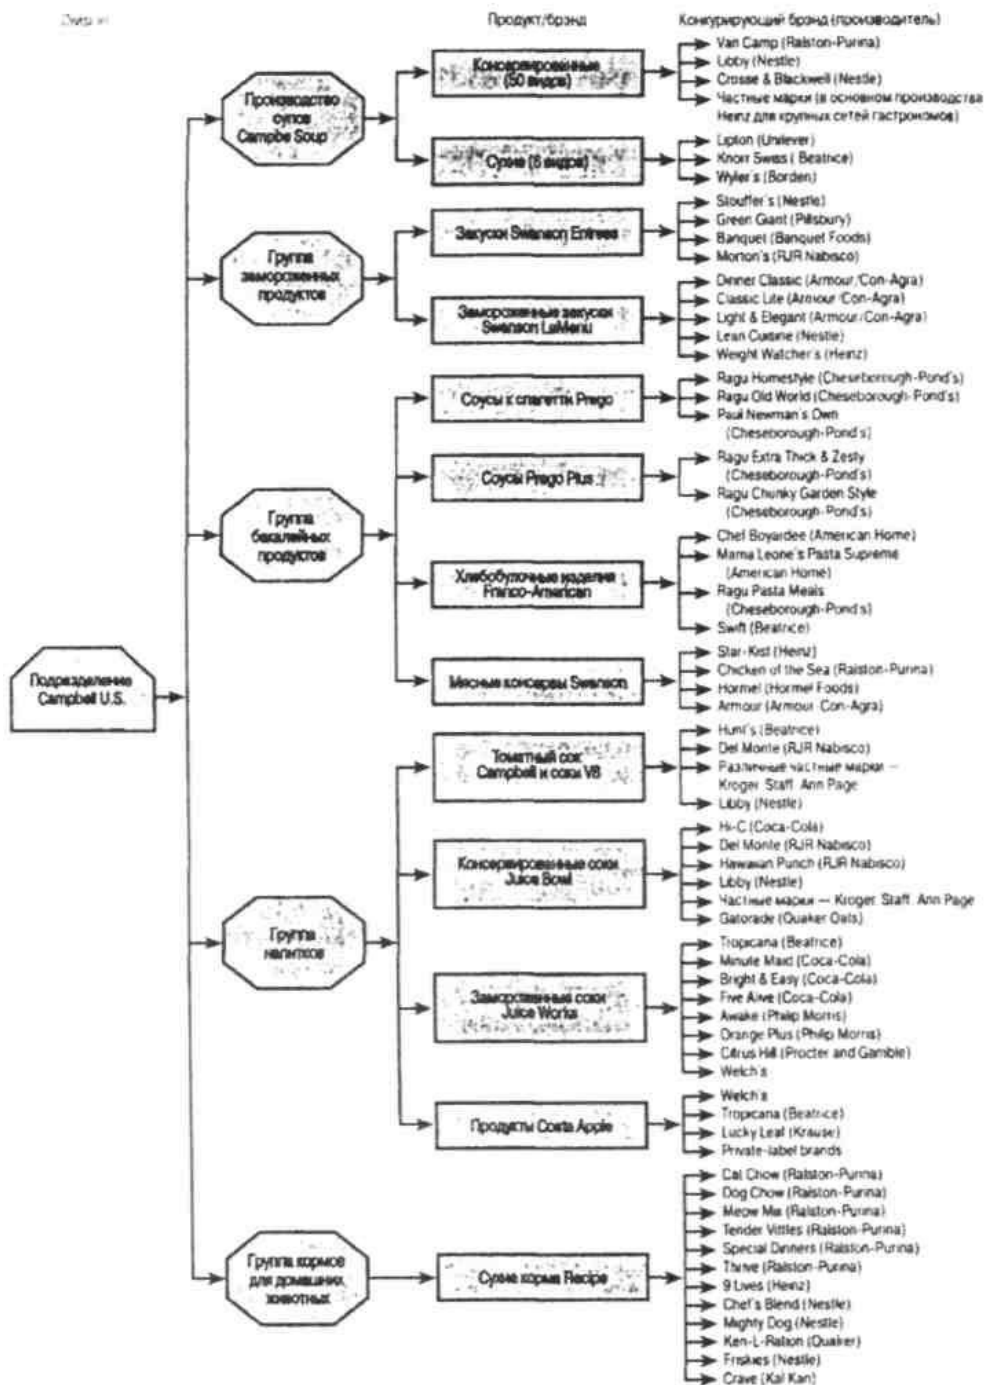 Продукт/брэнд
Конкурирующий брэнд (производитель)
Подразделение
Campbell U.S.
Производство
супов
Campbe Soup
Консервированные
(50 видов)
Van Camp (Ralston-Purina)
Libby (Nestle)
Crosse & Blackwell (Nestle)
Частные марки (в основном производства
Heinz для крупных сетей гастрономов)
Сухие (6 видов)
Lipton (Unilever)
Knorr Swiss ( Beatrice)
Wyler's (Borden)
Группа
замороженных
продуктов
Закуски Swanson Entrees
Stouffer's (Nestle)
Green Giant (Pillsbury)
Banquet (Banquet Foods)
Morton's (RJR Nabisco)
Замороженные закуски
Swanson LeMenu
Dinner Classic (Armour/Con-Agra)
Classic Lite (Armour/Con-Agra)
Light & Elegant (Armour/Con-Agra)
Lean Cuisine (Nestle)
Weight Watcher's (Heinz)
Группа
бакалейных
продуктов
Соусы к спагетти Prego
Ragu Homestyle (Cheseborough-Pond's)
Ragu Old World (Cheseborough-Pond's)
Paul Newman's Own
(Cheseborough-Pond's)
Соусы Prego Plus
Ragu Extra Thick & Zesty
(Cheseborough-Pond's)
Ragu Chunky Garden Style
(Cheseborough-Pond's)
Хлебобулочные изделия
Franco-American
Chef Boyardee (American Home)
Mama Leone's Pasta Supreme
(American Home)
Ragu Pasta Meals
(Cheseborough-Pond's)
Swift (Beatrice)
Мясные консервы Swanson
Star-Kist (Heinz)
Chicken of the Sea (Ralston-Purina)
Hormel (Hormel Foods)
Armour (Armour-Con-Agra)
Группа
напитков
Томатный сок
Campbell и соки V8
Hunt's (Beatrice)
Del Monte (RJR Nabisco)
Различные частные марки —
Kroger. Staff. Ann Page
Libby (Nestle)
Консервированные соки
Juice Bowl
Hi-C (Coca-Cola)
Del Monte (RJR Nabisco)
Hawaiian Punch (RJR Nabisco)
Libby (Nestle)
Частные марки — Kroger. Staff. Ann Page
Gatorade (Quaker Oats)
Замороженные соки
Juice Works
Tropicana (Beatrice)
Minute Maid (Coca-Cola)
Bright & Easy (Coca-Cola)
Five Alive (Coca-Cola)
Awake (Philip Morris)
Orange Plus (Philip Morris)
Citrus Hill (Procter and Gamble)
Welch's
Продукты Costa Apple
Welch's
Tropicana (Beatrice)
Lucky Leaf (Krause)
Private-label brands
Группа кормов
для домашних
животных
Сухие корма Recipe
Cat Chow (Ralston-Purina)
Dog Chow (Ralston-Purina)
Meow Mix (Ralston-Purina)
Tender Vittles (Ralston-Purina)
Special Dinners (Ralston-Purina)
Thrive (Ralston-Purina)
9 Lives (Heinz)
Chef's Blend (Nestle)
Mighty Dog (Nestle)
Ken-L-Ration (Quaker)
Friskies (Nestle)
Crave (Kal Kan)